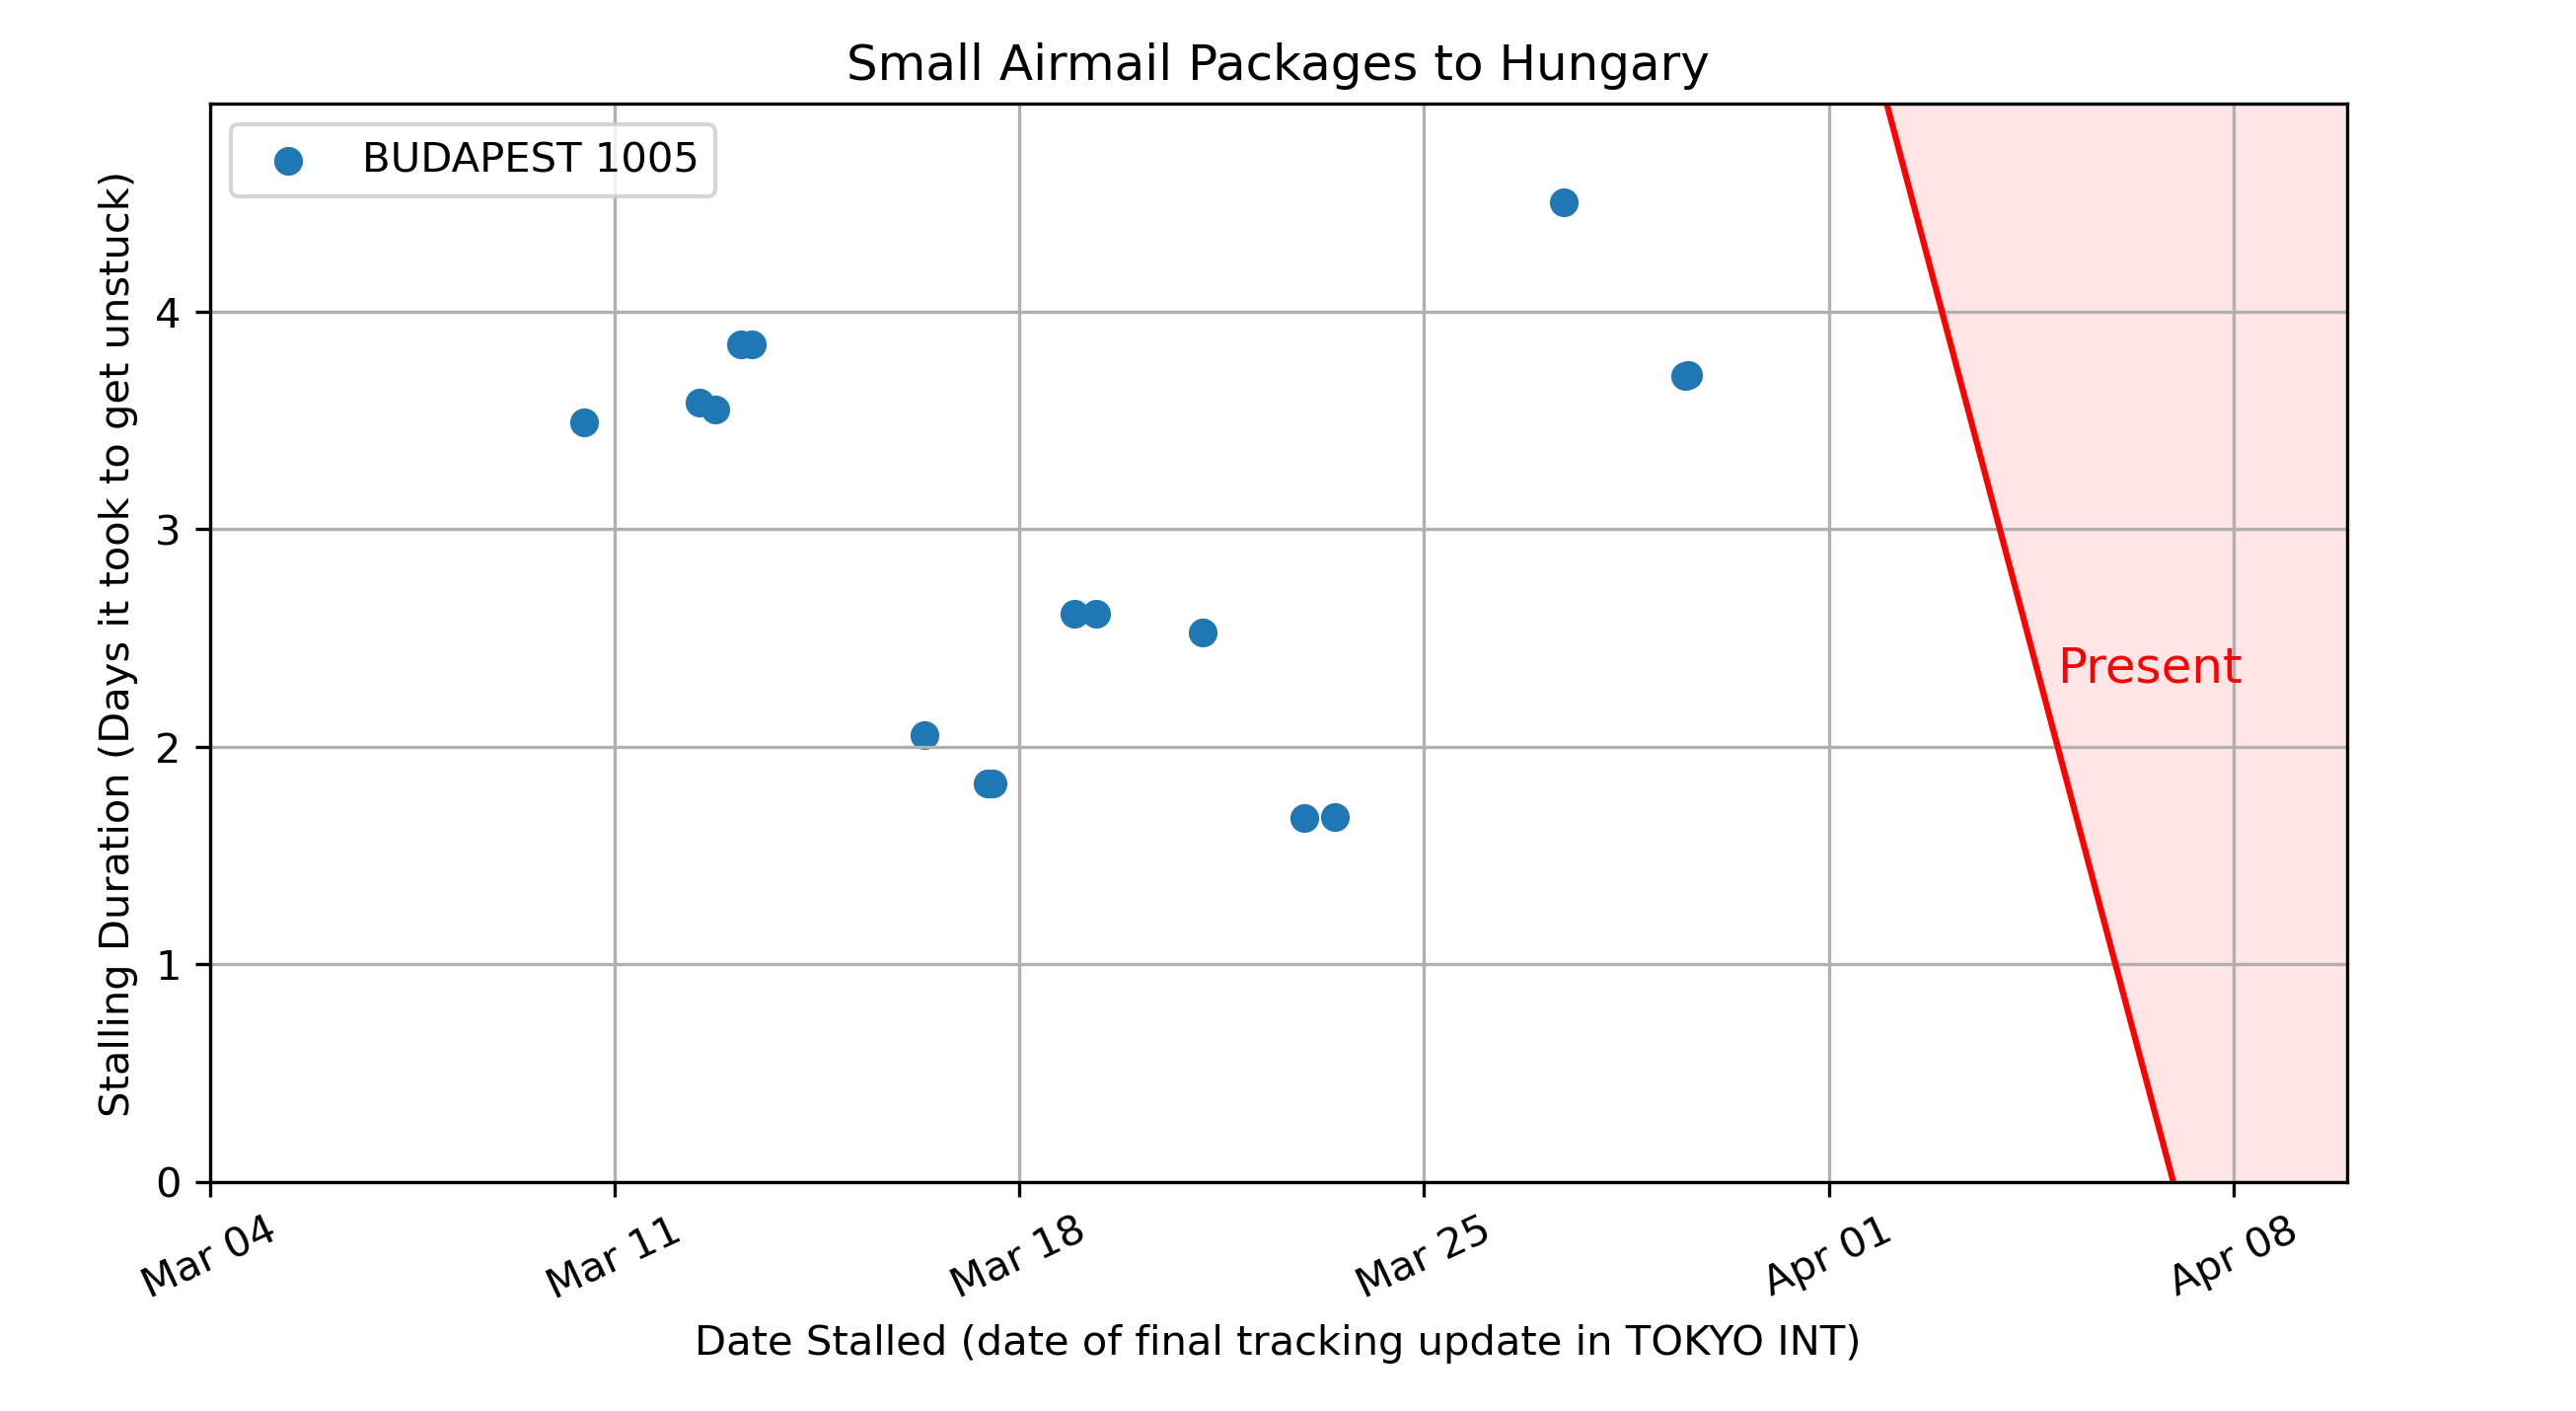 Small Airmail Packages to Hungary
BUDAPEST 1005
Stalling Duration (Days it took to get unstuck)
4
3
2
1
0
Present
Mar 04
Mar 11
Mar 18
Mar 25
Apr 01
Apr 08
Date Stalled (date of final tracking update in TOKYO INT)